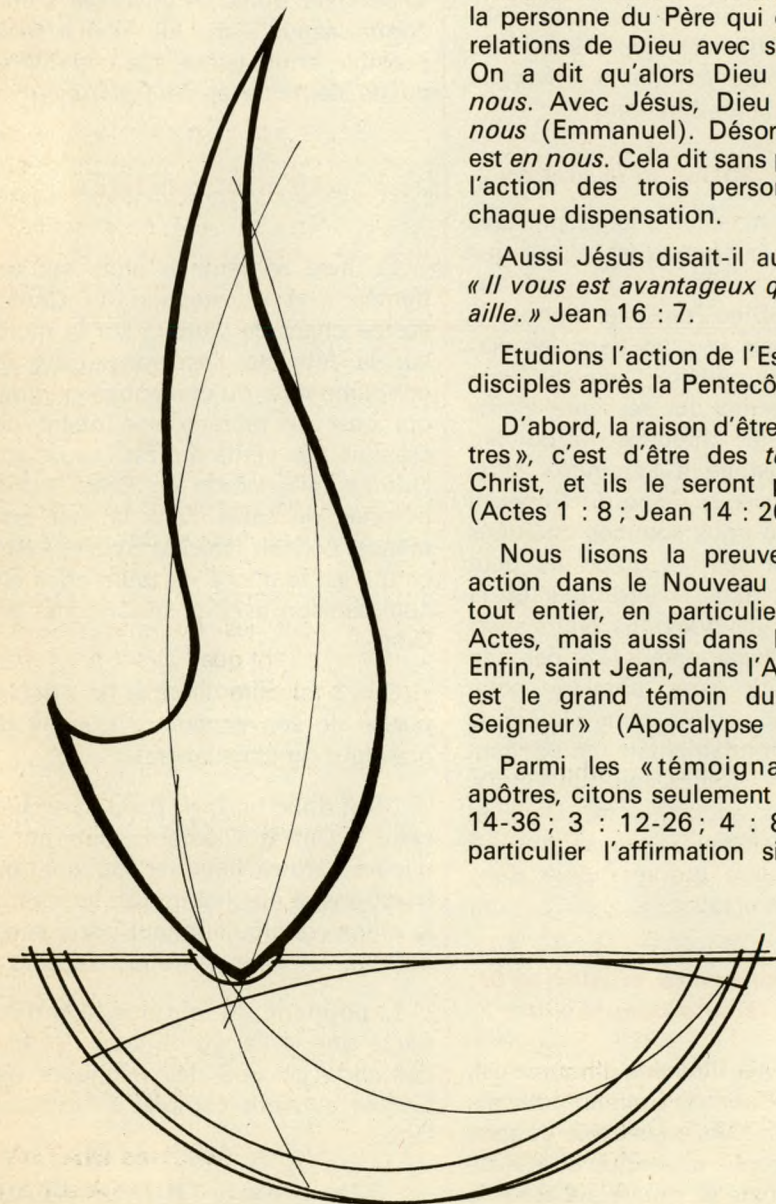 la personne du Père qui
relations de Dieu avec
On a dit qu'alors Dieu
nous. Avec Jésus, Dieu
nous (Emmanuel). Désor
est en nous. Cela dit sans
l'action des trois person
chaque dispensation.
Aussi Jésus disait-il
« Il vous est avantageux
aille. » Jean 16 : 7.
Etudions l'action de l'Es
disciples après la Pentecô
D'abord, la raison d'être
tres », c'est d'être des
Christ, et ils le seront
(Actes 1 : 8 ; Jean 14 :
Nous lisons la preuve
action dans le Nouveau
tout entier, en particulie
Actes, mais aussi dans
Enfin, saint Jean, dans l'A
est le grand témoin du
Seigneur» (Apocalypse
Parmi les «témoigna
apôtres, citons seulement
14-36 ; 3 : 12-26 ; 4 : 8
particulier l'affirmation